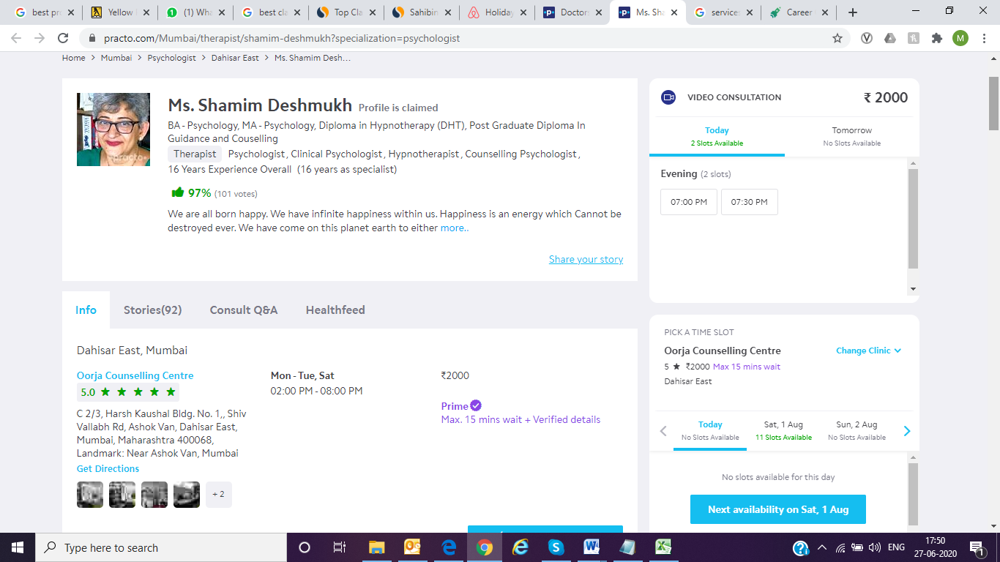 best pr
Yellow
(1) Wha
best cla
Top Cla
Sahibin
Holiday
Doctor
Ms. Sha
service
Career
practo.com/Mumbai/therapist/shamim-deshmukh?specialization=psychologist
M
Home > Mumbai > Psychologist > Dahisar East > Ms. Shamim Desh...
Ms. Shamim Deshmukh Profile is claimed
BA - Psychology, MA - Psychology, Diploma in Hypnotherapy (DHT), Post Graduate Diploma In
Guidance and Couselling
Therapist Psychologist, Clinical Psychologist, Hypnotherapist, Counselling Psychologist,
16 Years Experience Overall (16 years as specialist)
97% (101 votes)
We are all born happy. We have infinite happiness within us. Happiness is an energy which Cannot be
destroyed ever. We have come on this planet earth to either more..
Share your story
practo
VIDEO CONSULTATION ₹ 2000
Today Tomorrow
2 Slots Available No Slots Available
Evening (2 slots)
07:00 PM 07:30 PM
Info Stories(92) Consult Q&A Healthfeed
Dahisar East, Mumbai
Oorja Counselling Centre
5.0 ★ ★ ★ ★ ★
C 2/3, Harsh Kaushal Bldg. No. 1,, Shiv
Vallabh Rd, Ashok Van, Dahisar East,
Mumbai, Maharashtra 400068,
Landmark: Near Ashok Van, Mumbai
Get Directions
+ 2
Mon - Tue, Sat
02:00 PM - 08:00 PM
₹2000
Prime
Max. 15 mins wait + Verified details
PICK A TIME SLOT
Oorja Counselling Centre Change Clinic
5 ★ ₹2000 Max 15 mins wait
Dahisar East
Today Sat, 1 Aug Sun, 2 Aug
No Slots Available 11 Slots Available No Slots Available
No slots available for this day
Next availability on Sat, 1 Aug
Type here to search
ENG
17:50
27-06-2020
1